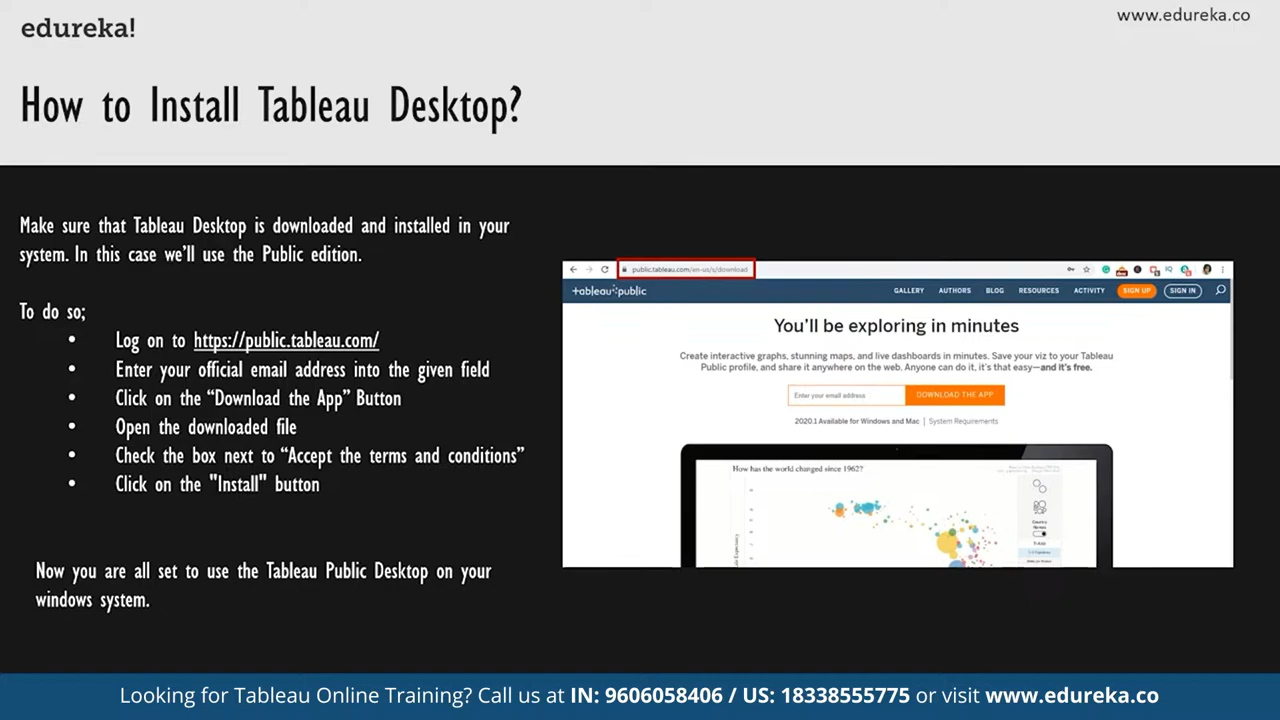 edureka!
www.edureka.co
How to Install Tableau Desktop?
Make sure that Tableau Desktop is downloaded and installed in your
system. In this case we'll use the Public edition.
To do so;
• Log on to https://public.tableau.com/
• Enter your official email address into the given field
• Click on the “Download the App” Button
• Open the downloaded file
• Check the box next to “Accept the terms and conditions”
• Click on the "Install" button
Now you are all set to use the Tableau Public Desktop on your
windows system.
public.tableau.com/en-us/s/download
+ableau:public
GALLERY AUTHORS BLOG RESOURCES ACTIVITY SIGN UP SIGN IN
You'll be exploring in minutes
Create interactive graphs, stunning maps, and live dashboards in minutes. Save your viz to your Tableau
Public profile, and share it anywhere on the web. Anyone can do it, it's that easy—and it's free.
Enter your email address DOWNLOAD THE APP
2020.1 Available for Windows and Mac | System Requirements
How has the world changed since 1962?
Country
Names
Looking for Tableau Online Training? Call us at IN: 9606058406 / US: 18338555775 or visit www.edureka.co